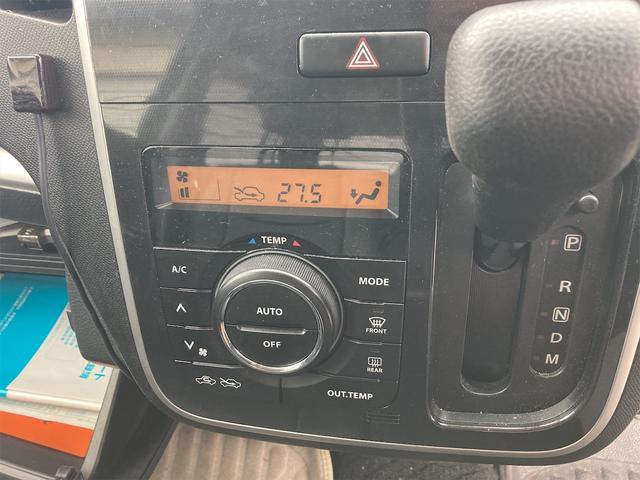 27.5
TEMP
A/C
MODE
AUTO
OFF
FRONT
REAR
OUT.TEMP
P
R
N
D
M